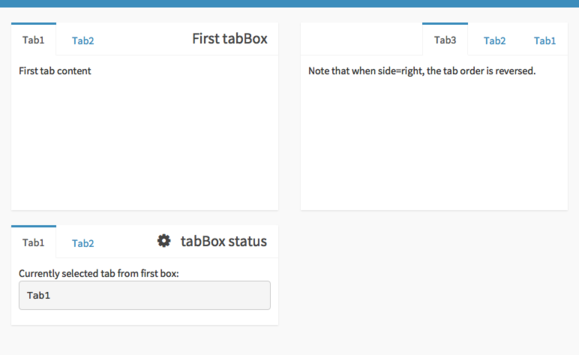 Tab1 Tab2 First tabBox
First tab content
Tab3 Tab2 Tab1
Note that when side=right, the tab order is reversed.
Tab1 Tab2 tabBox status
Currently selected tab from first box:
Tab1